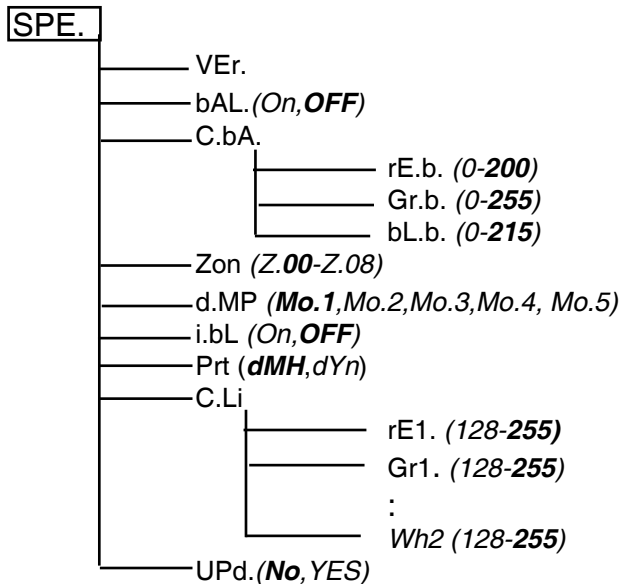 SPE.
VEr.
bAL.(On,OFF)
C.bA.
rE.b. (0-200)
Gr.b. (0-255)
bL.b. (0-215)
Zon (Z.00-Z.08)
d.MP (Mo.1,Mo.2,Mo.3,Mo.4, Mo.5)
i.bL (On,OFF)
Prt (dMH,dYn)
C.Li
rE1. (128-255)
Gr1. (128-255)
:
Wh2 (128-255)
UPd.(No,YES)